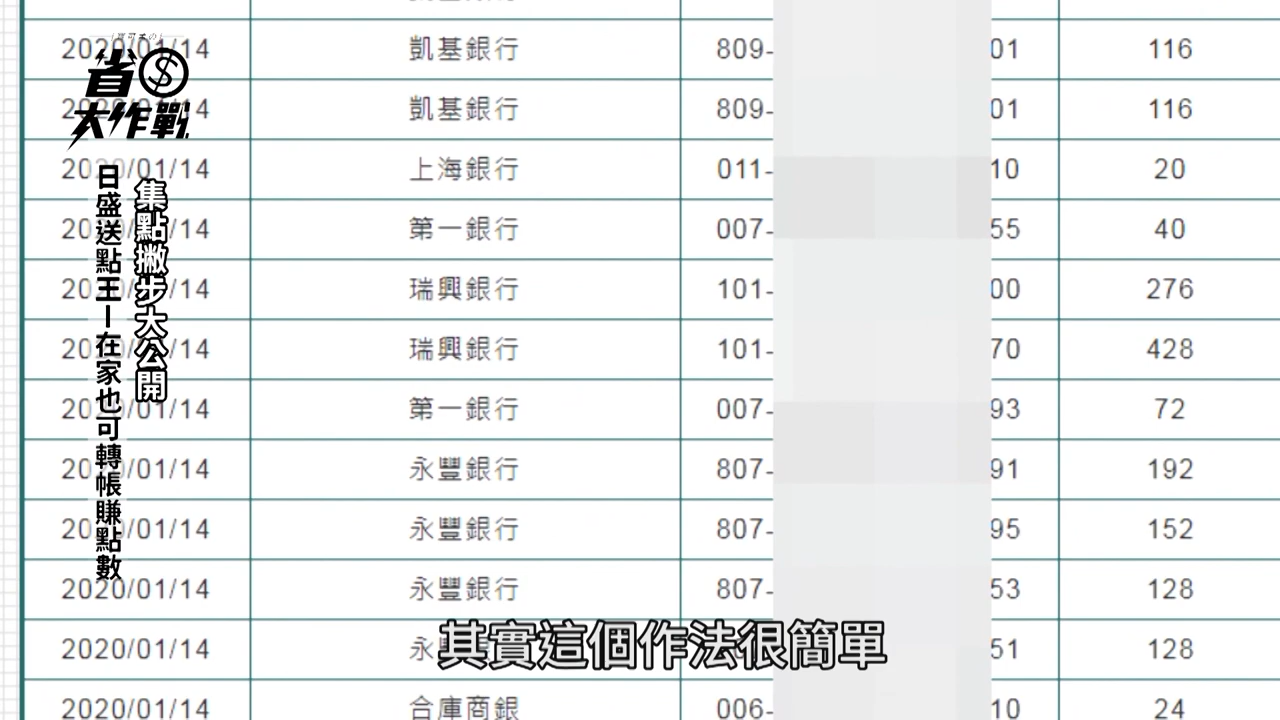 省$
大作戰
集點撇步大公開
日盛送點王－在家也可轉帳賺點數
2020/01/14 凱基銀行 809- 01 116
2020/01/14 凱基銀行 809- 01 116
2020/01/14 上海銀行 011- 10 20
2020/01/14 第一銀行 007- 55 40
2020/01/14 瑞興銀行 101- 00 276
2020/01/14 瑞興銀行 101- 70 428
2020/01/14 第一銀行 007- 93 72
2020/01/14 永豐銀行 807- 91 192
2020/01/14 永豐銀行 807- 95 152
2020/01/14 永豐銀行 807- 53 128
2020/01/14 永 51 128
2020/01/14 合庫商銀 006- 10 24
其實這個作法很簡單